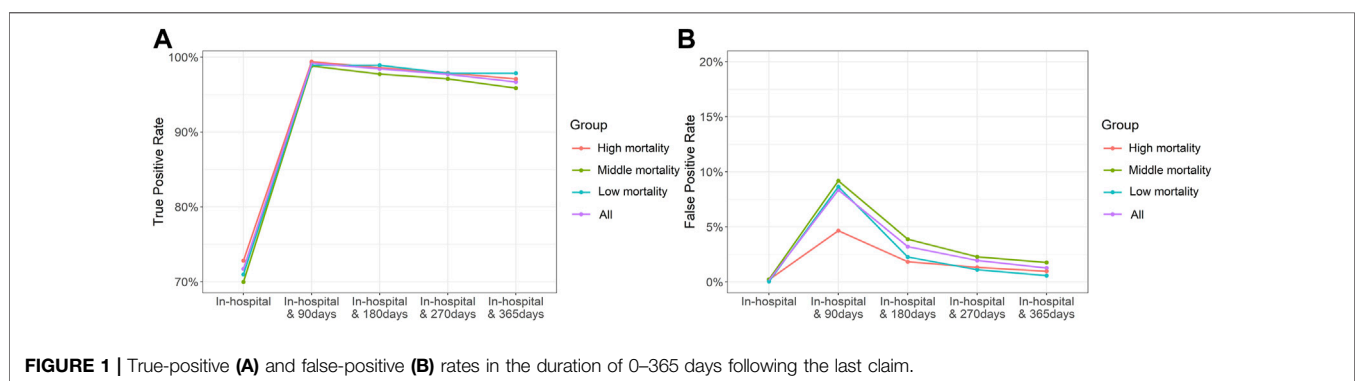 A
100%
90%
80%
70%
True Positive Rate
In-hospital
In-hospital
& 90days
In-hospital
& 180days
In-hospital
& 270days
In-hospital
& 365days
Group
High mortality
Middle mortality
Low mortality
All
B
20%
15%
10%
5%
0%
False Positive Rate
In-hospital
In-hospital
& 90days
In-hospital
& 180days
In-hospital
& 270days
In-hospital
& 365days
Group
High mortality
Middle mortality
Low mortality
All
FIGURE 1 | True-positive (A) and false-positive (B) rates in the duration of 0–365 days following the last claim.